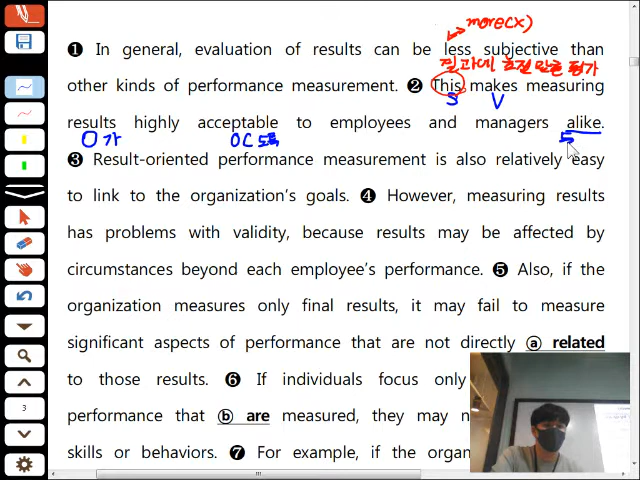 more(x)
❶ In general, evaluation of results can be less subjective than
결과에 초점 맞춘 평가
other kinds of performance measurement. ❷ This makes measuring
S V
results highly acceptable to employees and managers alike.
O가 OC도록
❸ Result-oriented performance measurement is also relatively easy
to link to the organization's goals. ❹ However, measuring results
has problems with validity, because results may be affected by
circumstances beyond each employee's performance. ❺ Also, if the
organization measures only final results, it may fail to measure
significant aspects of performance that are not directly ⓐ related
to those results. ❻ If individuals focus only
performance that ⓑ are measured, they may
skills or behaviors. ❼ For example, if the
3